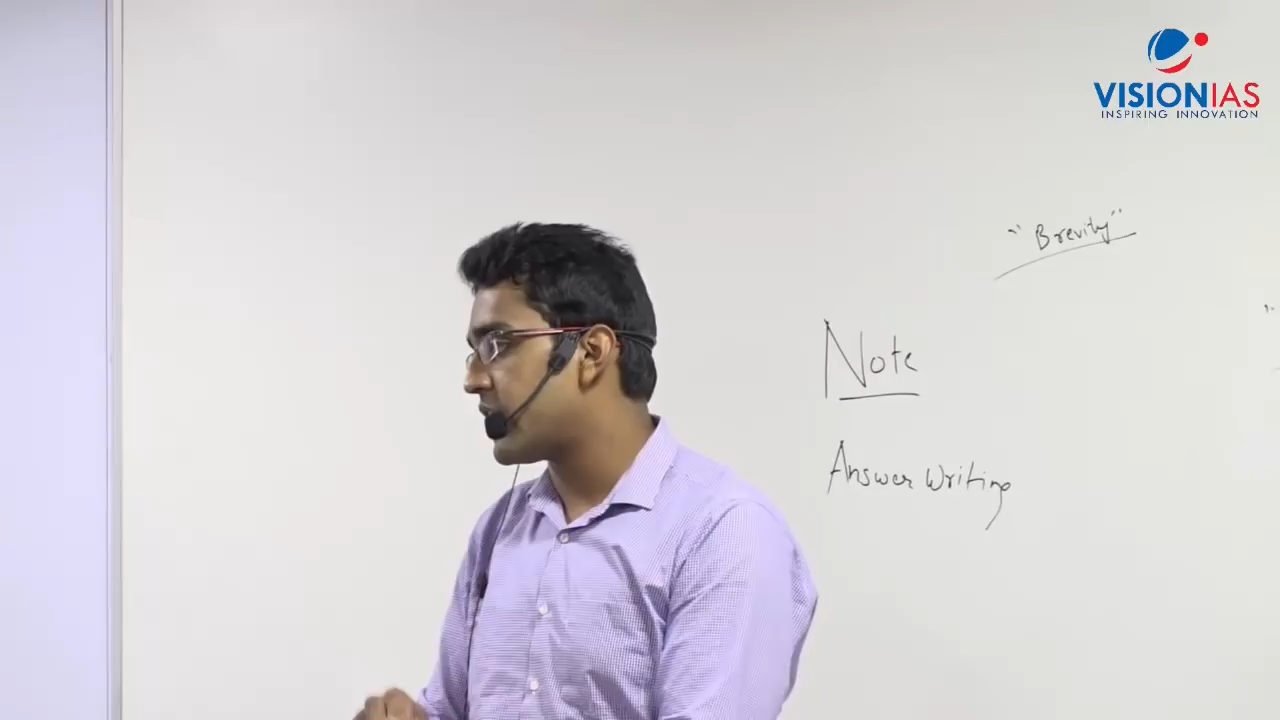 VISIONIAS
INSPIRING INNOVATION
"Brevity"
Note
Answer Writing